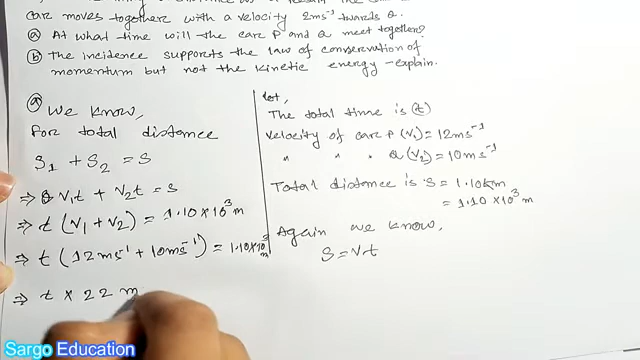 car moves together with a velocity 2ms⁻¹ towards Q.
(a) At what time will the car P and Q meet together?
(b) The incidence supports the law of conservation of
momentum but not the kinetic energy - explain.
(a) We know,
For total distance
S₁ + S₂ = S
⇒ V₁t + V₂t = S
⇒ t (V₁ + V₂) = 1.10 × 10³ m
⇒ t (12ms⁻¹ + 10ms⁻¹) = 1.10×10³ m
⇒ t × 22 m
Let,
The total time is (t)
Velocity of car P (V₁) = 12ms⁻¹
" " " Q (V₂) = 10ms⁻¹
Total distance is S = 1.10km
= 1.10 × 10³ m
Again we know,
S = Vt
Sargo Education